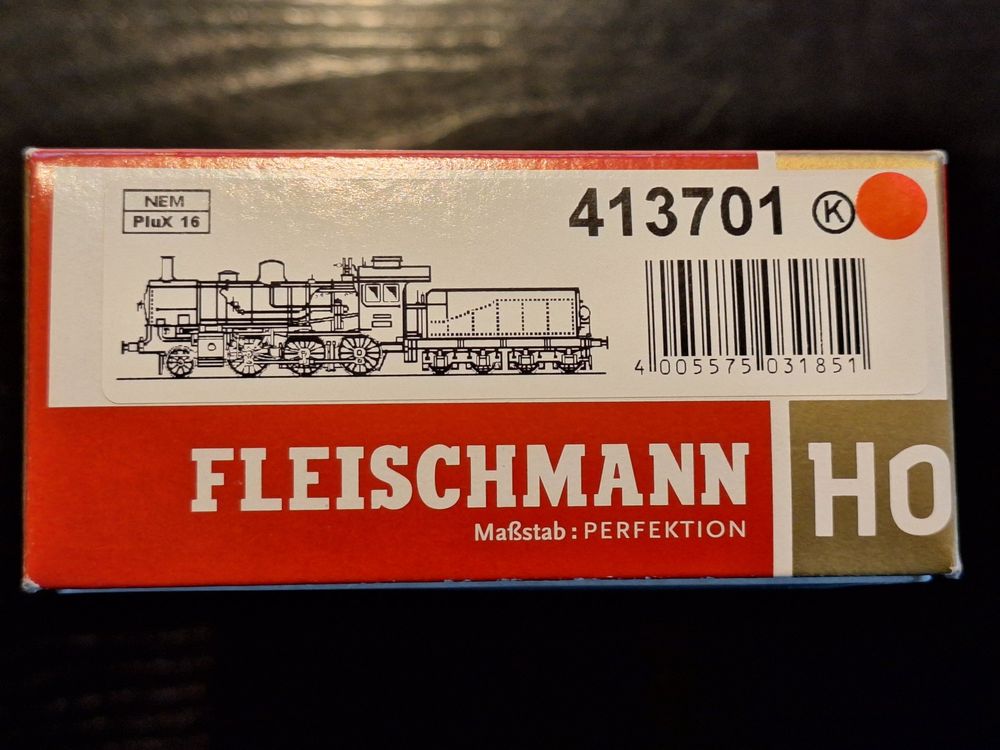 NEM
PluX 16
413701 Ⓚ
4 005575 031851
FLEISCHMANN
Maßstab: PERFEKTION
HO